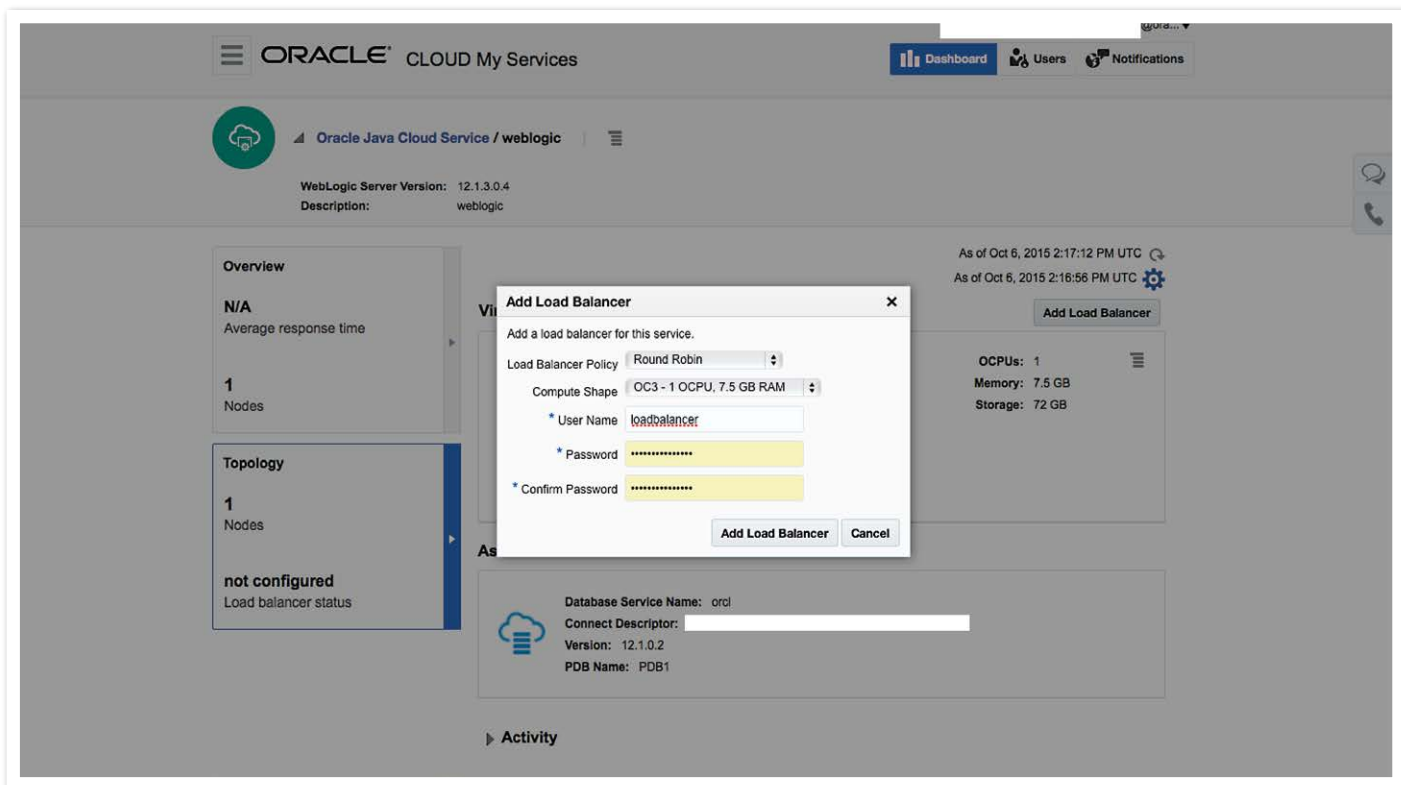 @ora...
ORACLE CLOUD My Services
Dashboard Users Notifications
Oracle Java Cloud Service / weblogic
WebLogic Server Version: 12.1.3.0.4
Description: weblogic
As of Oct 6, 2015 2:17:12 PM UTC
As of Oct 6, 2015 2:16:56 PM UTC
Add Load Balancer
Overview
N/A
Average response time
1
Nodes
Topology
1
Nodes
not configured
Load balancer status
Add Load Balancer
Add a load balancer for this service.
Load Balancer Policy Round Robin
Compute Shape OC3 - 1 OCPU, 7.5 GB RAM
* User Name loadbalancer
* Password •••••••••••••••
* Confirm Password •••••••••••••••
Add Load Balancer Cancel
OCPUs: 1
Memory: 7.5 GB
Storage: 72 GB
Database Service Name: orcl
Connect Descriptor:
Version: 12.1.0.2
PDB Name: PDB1
Activity